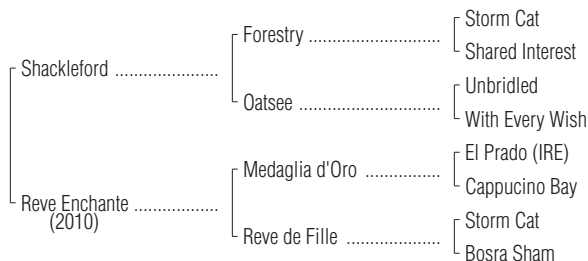 Storm Cat
Forestry ........................
Shared Interest
Shackleford ....................
Unbridled
Oatsee ..........................
With Every Wish
El Prado (IRE)
Medaglia d'Oro ................
Cappucino Bay
Reve Enchante ................
(2010)
Storm Cat
Reve de Fille ..................
Bosra Sham